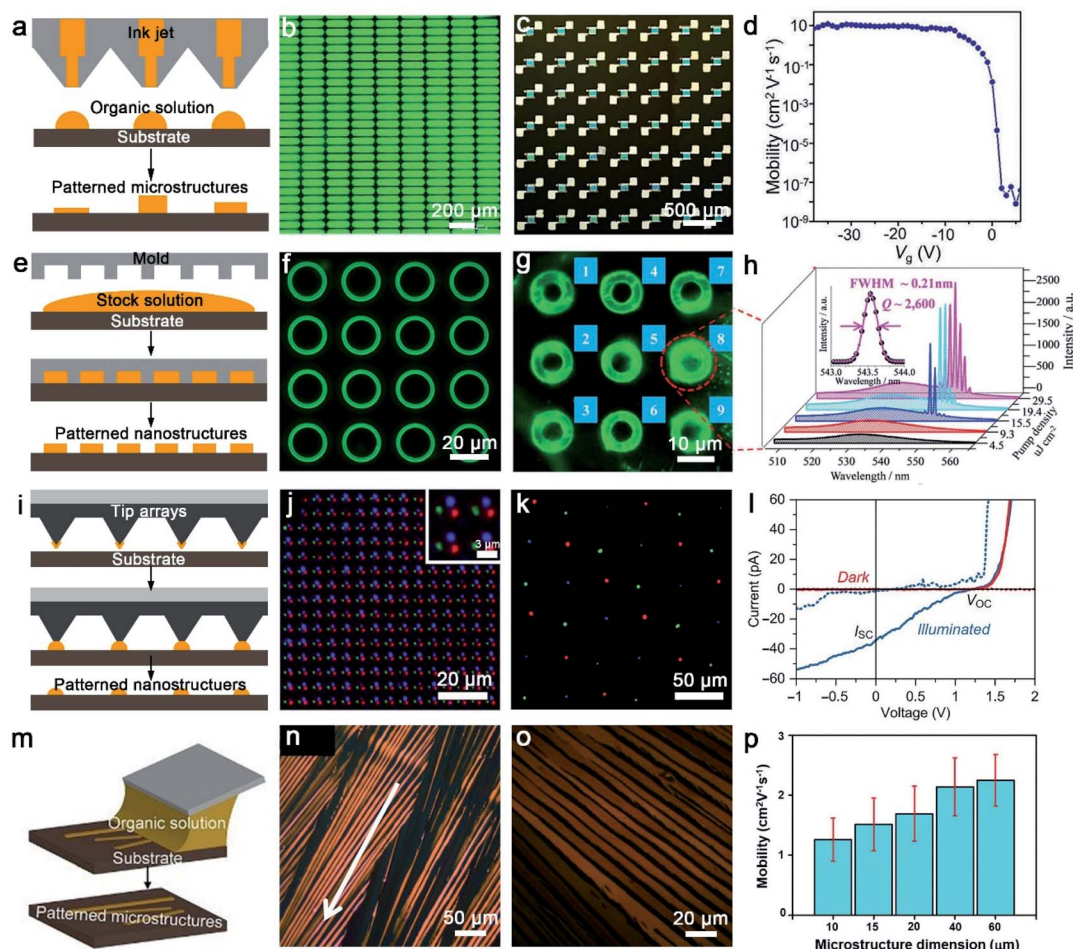 a
Ink jet
Organic solution
Substrate
Patterned microstructures
b
200 µm
c
500 µm
d
Mobility (cm² V⁻¹ s⁻¹)
10
10⁻¹
10⁻³
10⁻⁵
10⁻⁷
10⁻⁹
-30 -20 -10 0
Vg (V)
e
Mold
Stock solution
Substrate
Patterned nanostructures
f
20 µm
g
1 4 7
2 5 8
3 6 9
10 µm
h
FWHM ~ 0.21nm
Q ~ 2,600
Intensity / a.u.
543.0 543.5 544.0
Wavelength / nm
2500
2000
1500
1000
500
0
Intensity / a.u.
29.5
19.4
15.5
9.3
4.5
Pump density
uJ cm⁻²
510 520 530 540 550 560
Wavelength / nm
i
Tip arrays
Substrate
Patterned nanostructuers
j
3 µm
20 µm
k
50 µm
l
Current (pA)
60
40
20
0
−20
−40
−60
Dark
VOC
ISC
Illuminated
−1 −0.5 0 0.5 1 1.5 2
Voltage (V)
m
Organic solution
Substrate
Patterned microstructures
n
50 µm
o
20 µm
p
Mobility (cm²V⁻¹s⁻¹)
3
2
1
0
10 15 20 40 60
Microstructure dimension (µm)